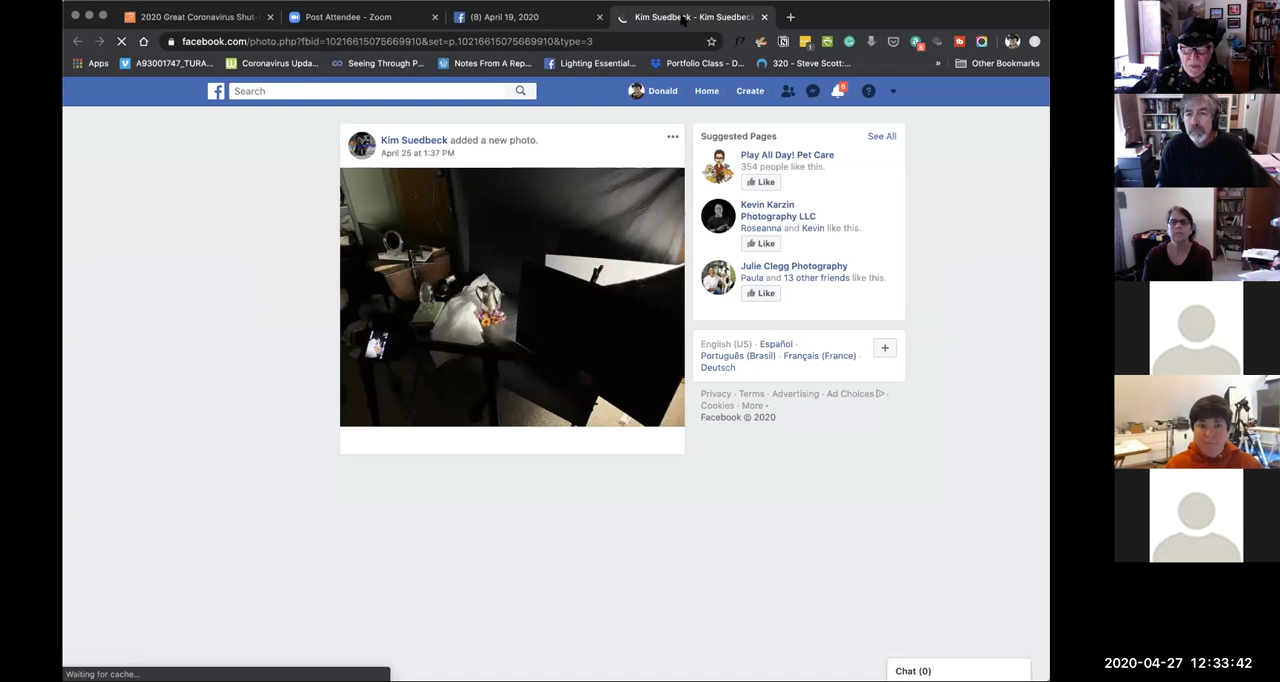 2020 Great Coronavirus Shut-
Post Attendee - Zoom
(8) April 19, 2020
Kim Suedbeck - Kim Suedbeck
facebook.com/photo.php?fbid=10216615075669910&set=p.10216615075669910&type=3
Apps
A93001747_TURA...
Coronavirus Upda...
Seeing Through P...
Notes From A Rep...
Lighting Essential...
Portfolio Class - D...
320 - Steve Scott:...
»
Other Bookmarks
Search
Donald
Home
Create
8
Kim Suedbeck added a new photo.
April 25 at 1:37 PM
Suggested Pages
See All
Play All Day! Pet Care
354 people like this.
Like
Kevin Karzin
Photography LLC
Roseanna and Kevin like this.
Like
Julie Clegg Photography
Paula and 13 other friends like this.
Like
English (US) · Español ·
Português (Brasil) · Français (France) ·
Deutsch
Privacy · Terms · Advertising · Ad Choices ·
Cookies · More
Facebook © 2020
Waiting for cache...
Chat (0)
2020-04-27 12:33:42